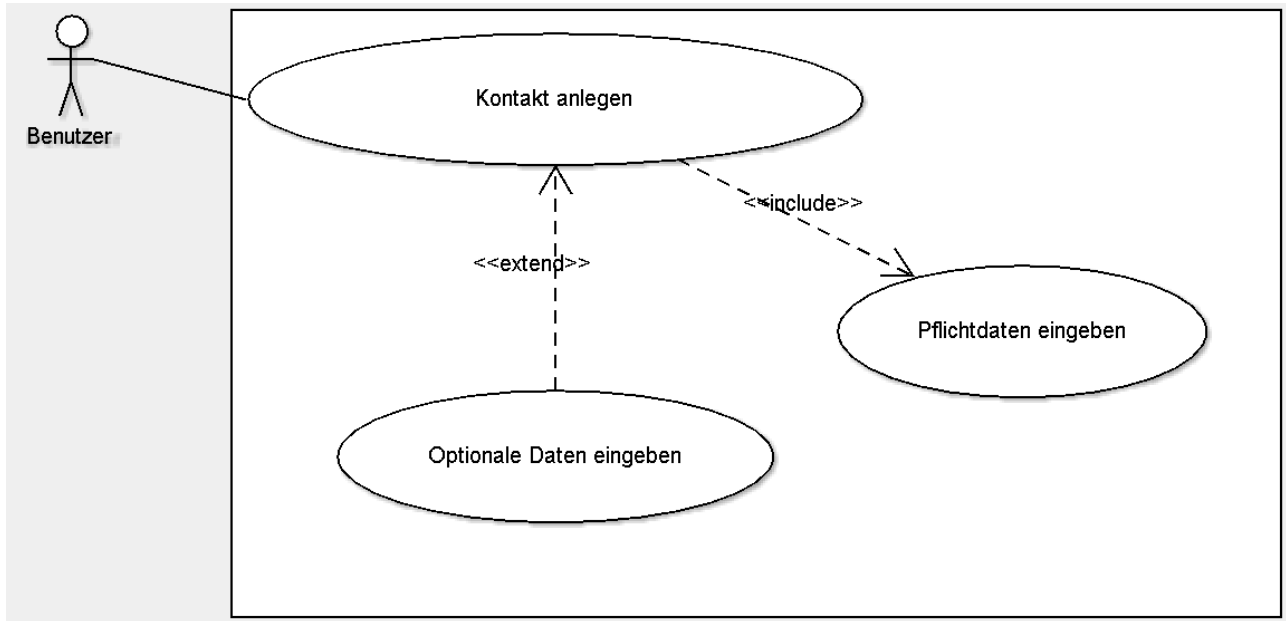 Kontakt anlegen
Benutzer
<<include>>
<<extend>>
Pflichtdaten eingeben
Optionale Daten eingeben